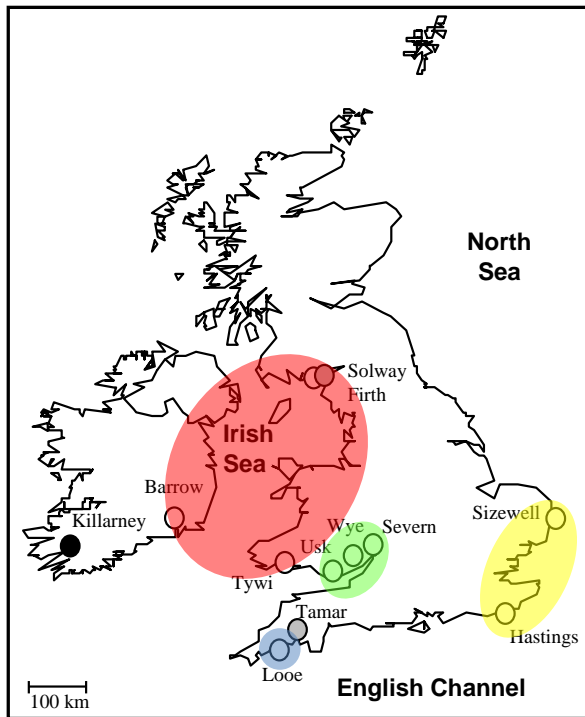 North
Sea
Solway
Firth
Irish
Sea
Barrow
Killarney
Sizewell
Wye
Severn
Usk
Tywi
Tamar
Hastings
Looe
English Channel
100 km